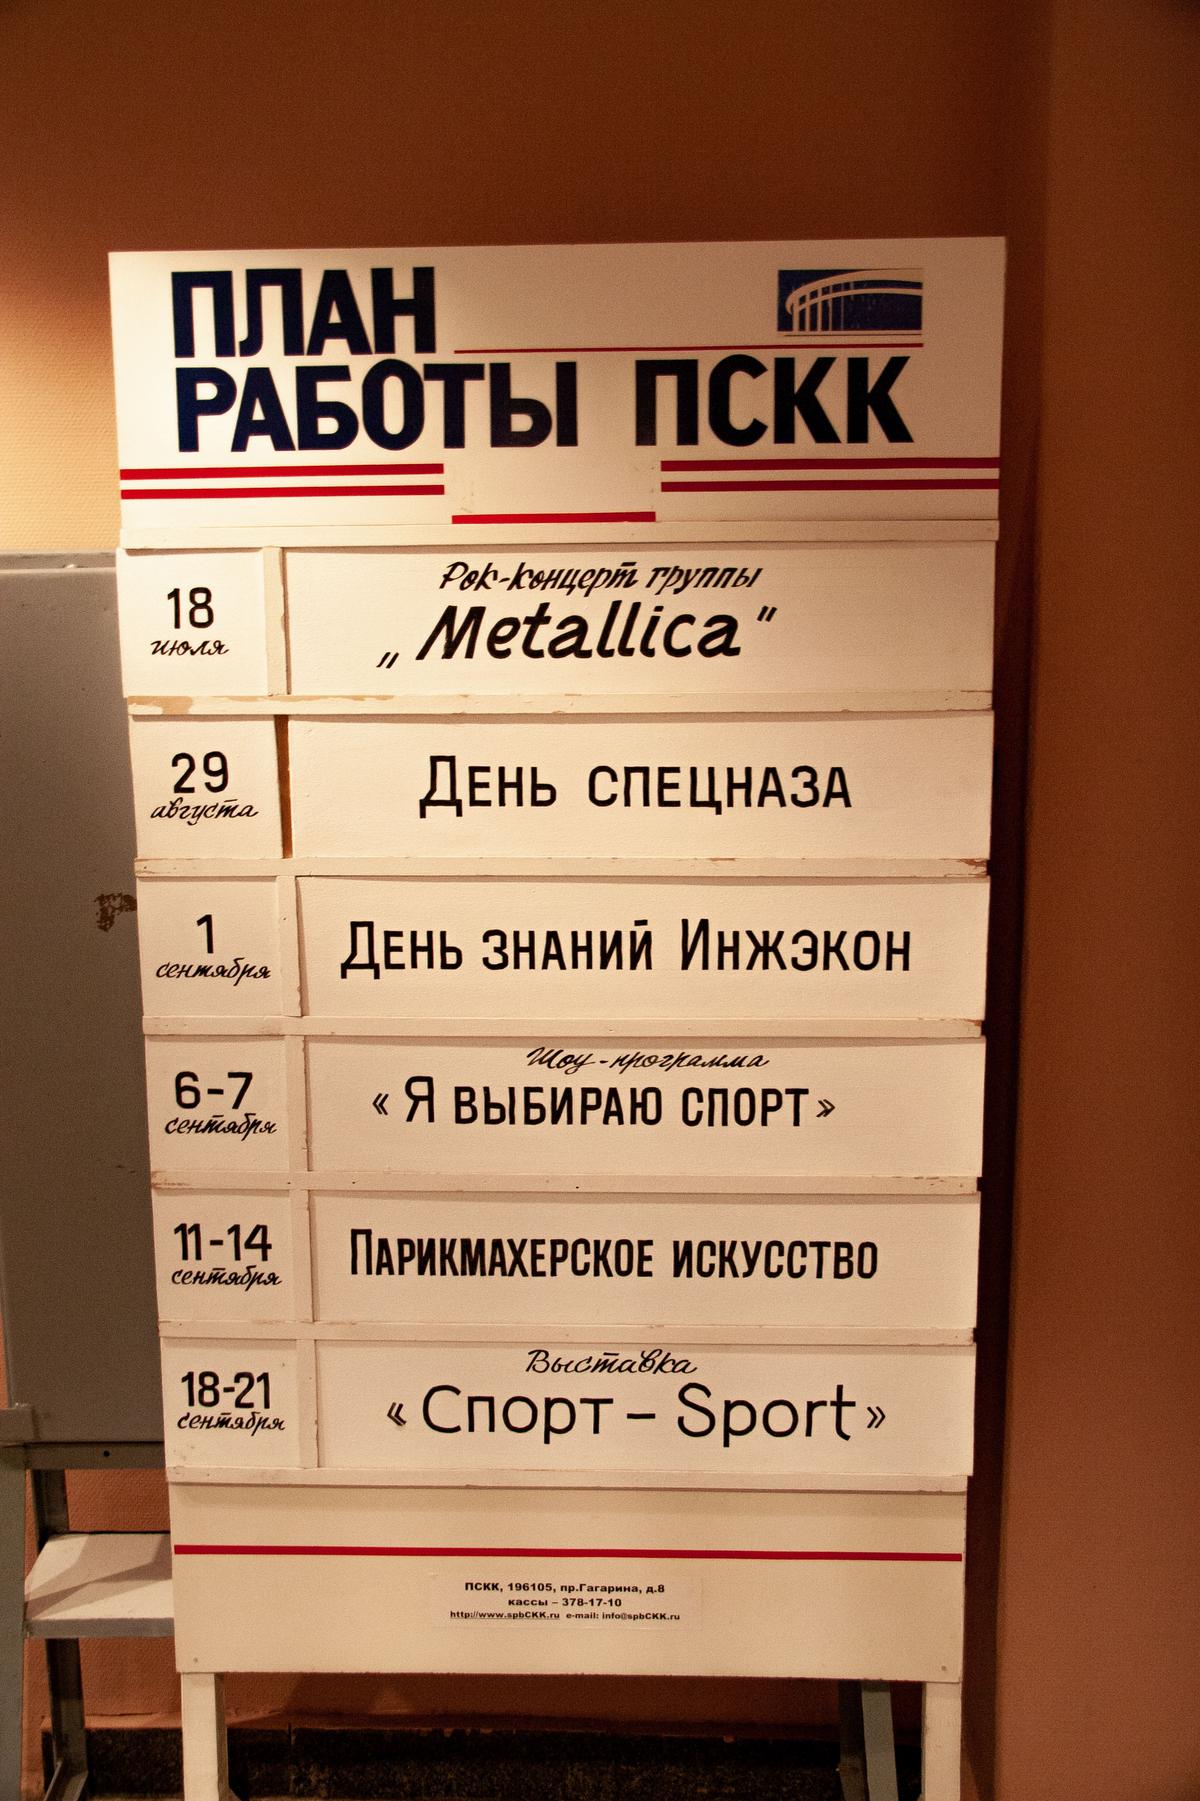 ПЛАН
РАБОТЫ ПСКК
18
июля
Рок-концерт группы
„Metallica"
29
августа
День спецназа
1
сентября
День знаний Инжэкон
6-7
сентября
Шоу-программа
« Я выбираю спорт»
11-14
сентября
Парикмахерское искусство
18-21
сентября
Выставка
« Спорт – Sport»
ПСКК, 196105, пр.Гагарина, д.8
кассы – 378-17-10
http://www.spbCKK.ru e-mail: info@spbCKK.ru